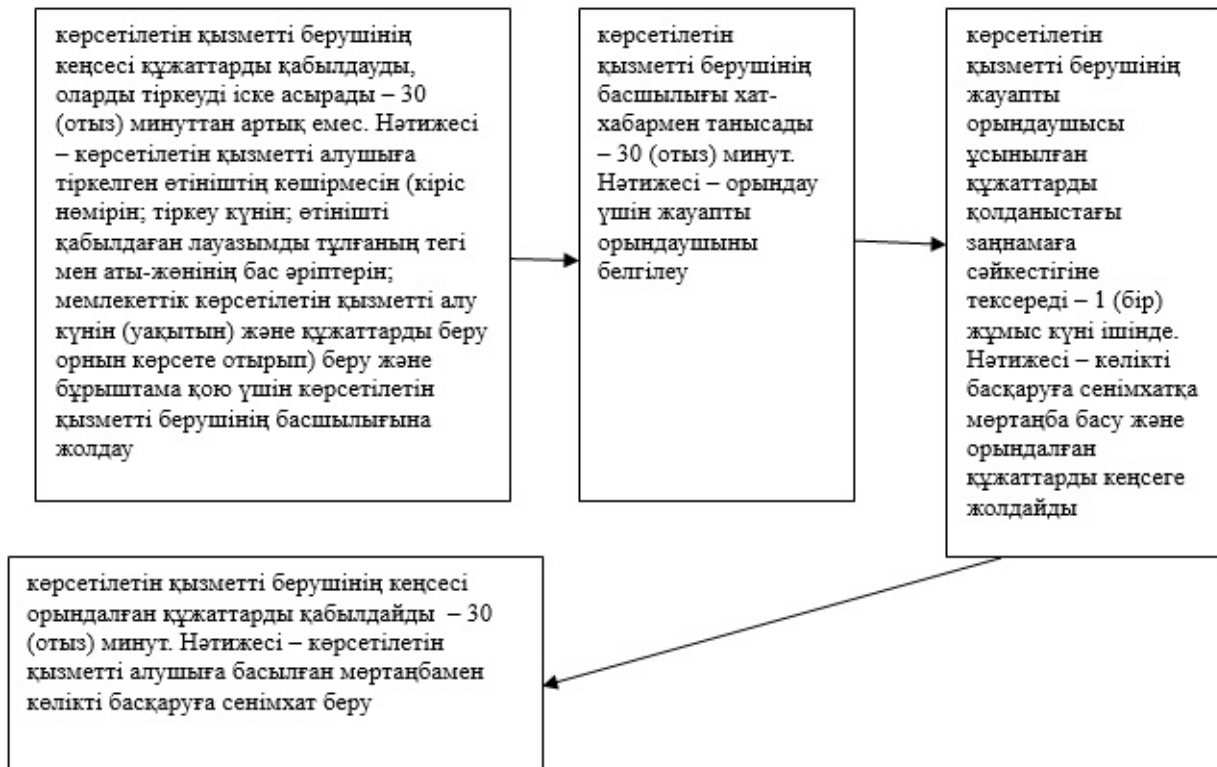 көрсетілетін қызметті берушінің
кеңсесі құжаттарды қабылдауды,
оларды тіркеуді іске асырады – 30
(отыз) минуттан артық емес. Нәтижесі
– көрсетілетін қызметті алушыға
тіркелген өтініштің көшірмесін (кіріс
нөмірін; тіркеу күнін; өтінішті
қабылдаған лауазымды тұлғаның тегі
мен аты-жөнінің бас әріптерін;
мемлекеттік көрсетілетін қызметті алу
күнін (уақытын) және құжаттарды беру
орнын көрсете отырып) беру және
бұрыштама қою үшін көрсетілетін
қызметті берушінің басшылығына
жолдау
көрсетілетін
қызметті берушінің
басшылығы хат-
хабармен танысады
– 30 (отыз) минут.
Нәтижесі – орындау
үшін жауапты
орындаушыны
белгілеу
көрсетілетін
қызметті берушінің
жауапты
орындаушысы
ұсынылған
құжаттарды
қолданыстағы
заңнамаға
сәйкестігіне
тексереді – 1 (бір)
жұмыс күні ішінде.
Нәтижесі – көлікті
басқаруға сенімхатқа
мөртаңба басу және
орындалған
құжаттарды кеңсеге
жолдайды
көрсетілетін қызметті берушінің кеңсесі
орындалған құжаттарды қабылдайды – 30
(отыз) минут. Нәтижесі – көрсетілетін
қызметті алушыға басылған мөртаңбамен
көлікті басқаруға сенімхат беру